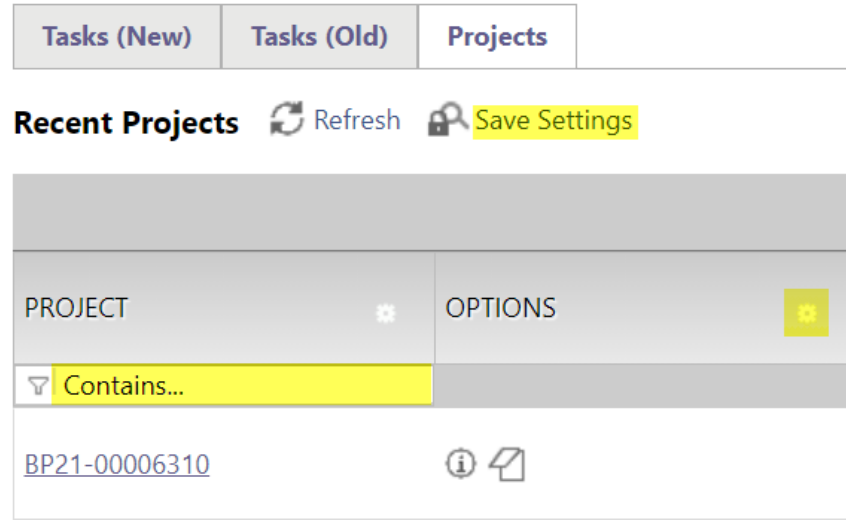 Tasks (New) Tasks (Old) Projects
Recent Projects Refresh Save Settings
PROJECT OPTIONS
Contains...
BP21-00006310